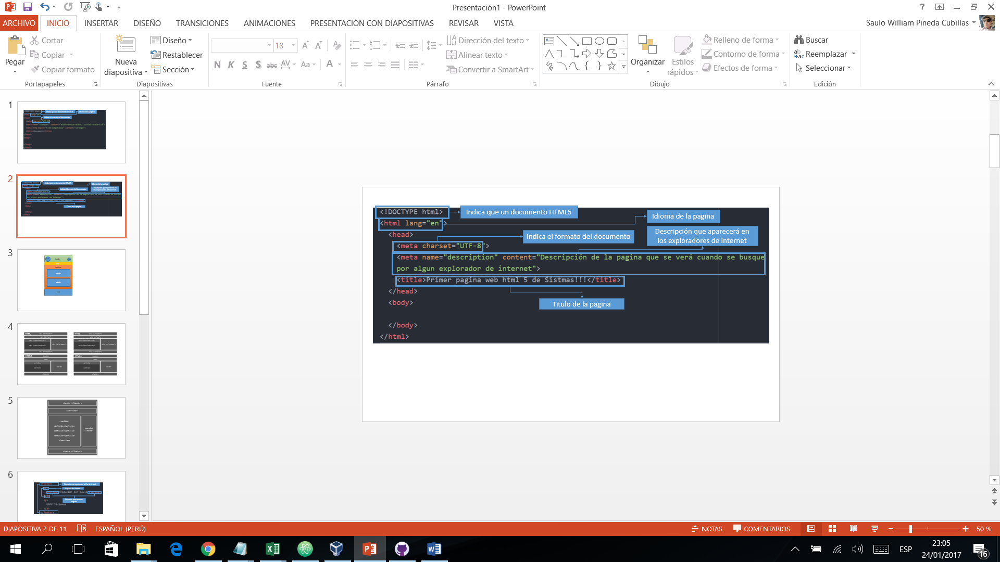 Presentación1 - PowerPoint
ARCHIVO INICIO INSERTAR DISEÑO TRANSICIONES ANIMACIONES PRESENTACIÓN CON DIAPOSITIVAS REVISAR VISTA
Saulo William Pineda Cubillas
Pegar
Cortar
Copiar
Copiar formato
Portapapeles
Nueva diapositiva
Diseño
Restablecer
Sección
Diapositivas
18
N K S S abc AV Aa A
Fuente
Dirección del texto
Alinear texto
Convertir a SmartArt
Párrafo
Organizar
Estilos rápidos
Relleno de forma
Contorno de forma
Efectos de forma
Dibujo
Buscar
Reemplazar
Seleccionar
Edición
1
2
3
4
5
6
<!DOCTYPE html>
Indica que un documento HTML5
Idioma de la pagina
<html lang="en">
Descripción que aparecerá en
los exploradores de internet
<head>
Indica el formato del documento
<meta charset="UTF-8">
<meta name="description" content="Descripción de la pagina que se verá cuando se busque
por algun explorador de internet">
<title>Primer pagina web html 5 de Sistmas!!!</title>
</head>
<body>
Titulo de la pagina
</body>
</html>
DIAPOSITIVA 2 DE 11
ESPAÑOL (PERÚ)
NOTAS
COMENTARIOS
50 %
ESP
23:05
24/01/2017
16